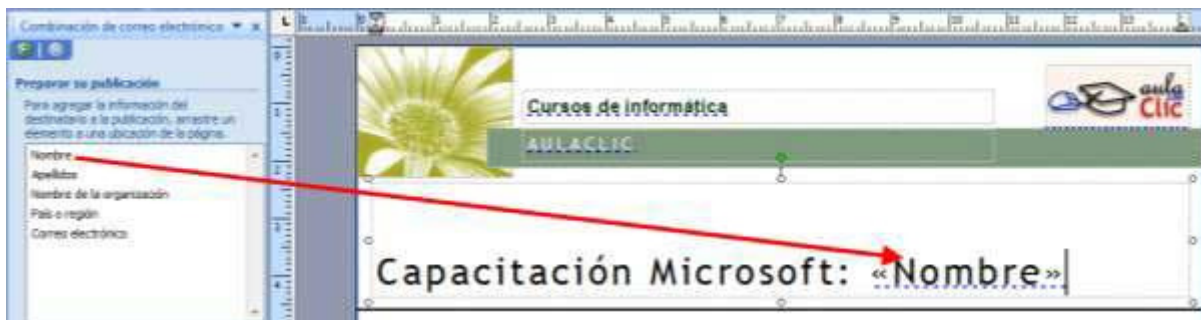 Combinación de correo electrónico
Preparar su publicación
Para agregar la información del
destinatario a la publicación, arrastre un
elemento a una ubicación de la página.
Nombre
Apellidos
Nombre de la organización
País o región
Correo electrónico
Cursos de informática
AULACLIC
aula
Clic
Capacitación Microsoft: «Nombre»